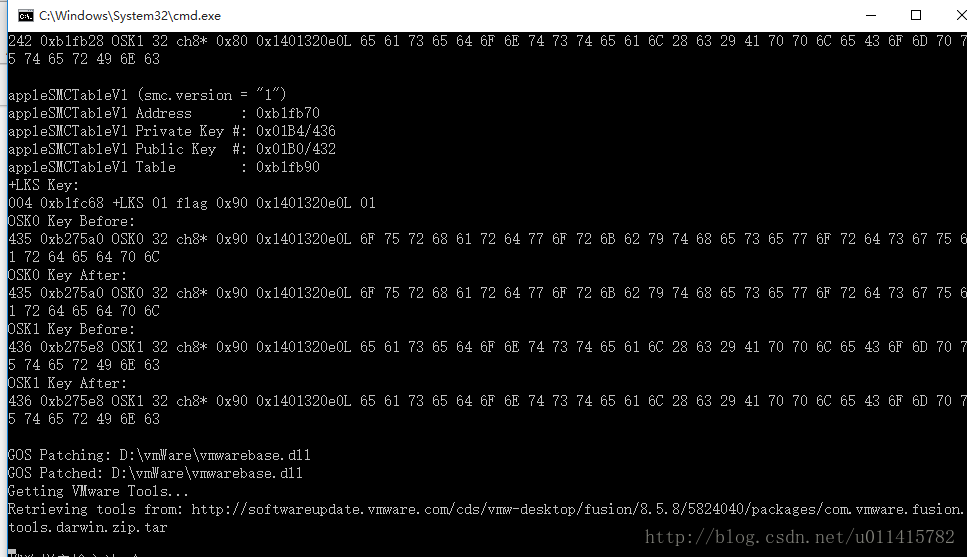 C:\Windows\System32\cmd.exe
242 0xb1fb28 OSK1 32 ch8* 0x80 0x1401320e0L 65 61 73 65 64 6F 6E 74 73 74 65 61 6C 28 63 29 41 70 70 6C 65 43 6F 6D 70 7
5 74 65 72 49 6E 63
appleSMCTableV1 (smc.version = "1")
appleSMCTableV1 Address : 0xb1fb70
appleSMCTableV1 Private Key #: 0x01B4/436
appleSMCTableV1 Public Key #: 0x01B0/432
appleSMCTableV1 Table : 0xb1fb90
+LKS Key:
004 0xb1fc68 +LKS 01 flag 0x90 0x1401320e0L 01
OSK0 Key Before:
435 0xb275a0 OSK0 32 ch8* 0x90 0x1401320e0L 6F 75 72 68 61 72 64 77 6F 72 6B 62 79 74 68 65 73 65 77 6F 72 64 73 67 75 6
1 72 64 65 64 70 6C
OSK0 Key After:
435 0xb275a0 OSK0 32 ch8* 0x90 0x1401320e0L 6F 75 72 68 61 72 64 77 6F 72 6B 62 79 74 68 65 73 65 77 6F 72 64 73 67 75 6
1 72 64 65 64 70 6C
OSK1 Key Before:
436 0xb275e8 OSK1 32 ch8* 0x90 0x1401320e0L 65 61 73 65 64 6F 6E 74 73 74 65 61 6C 28 63 29 41 70 70 6C 65 43 6F 6D 70 7
5 74 65 72 49 6E 63
OSK1 Key After:
436 0xb275e8 OSK1 32 ch8* 0x90 0x1401320e0L 65 61 73 65 64 6F 6E 74 73 74 65 61 6C 28 63 29 41 70 70 6C 65 43 6F 6D 70 7
5 74 65 72 49 6E 63
GOS Patching: D:\vmWare\vmwarebase.dll
GOS Patched: D:\vmWare\vmwarebase.dll
Getting VMware Tools...
Retrieving tools from: http://softwareupdate.vmware.com/cds/vmw-desktop/fusion/8.5.8/5824040/packages/com.vmware.fusion.
tools.darwin.zip.tar
http://blog.csdn.net/u011415782